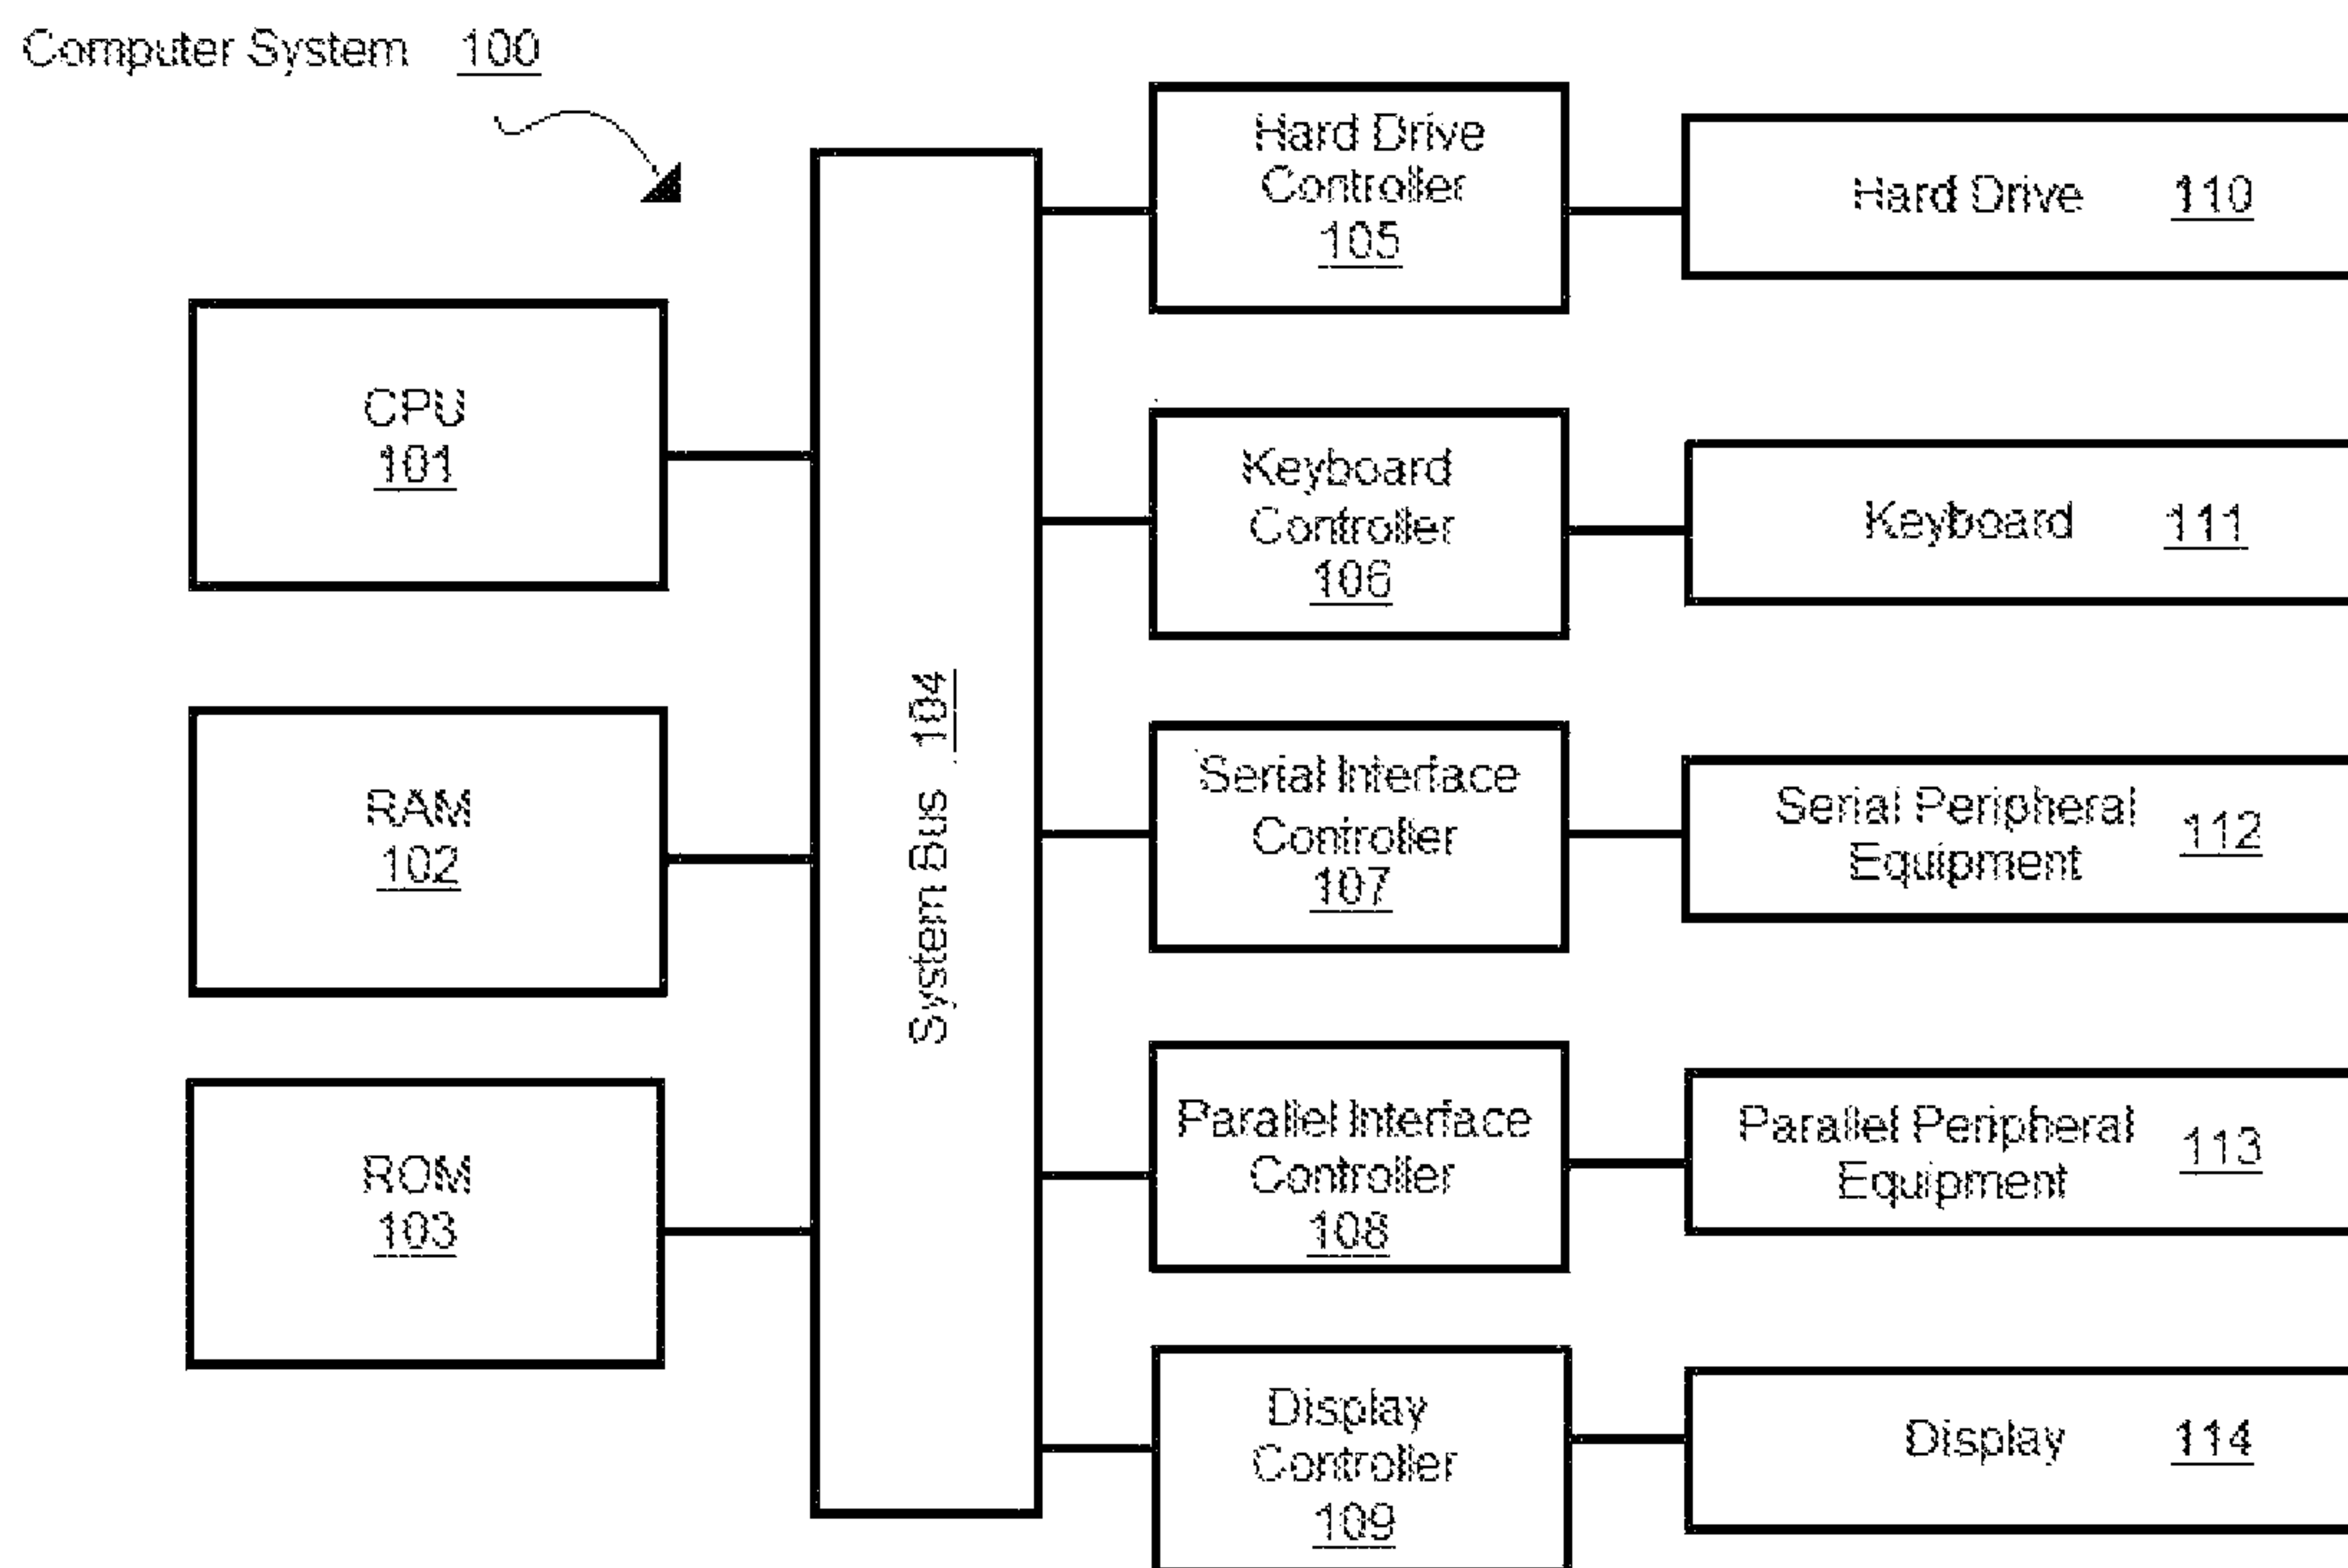 Computer System 100
CPU
101
RAM
102
ROM
103
System Bus 104
Hard Drive
Controller
105
Hard Drive 110
Keyboard
Controller
106
Keyboard 111
Serial Interface
Controller
107
Serial Peripheral
Equipment
112
Parallel Interface
Controller
108
Parallel Peripheral
Equipment
113
Display
Controller
109
Display 114